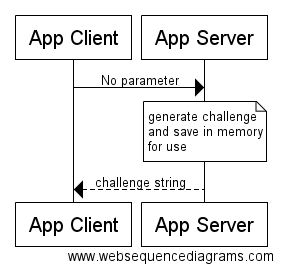 App Client App Server
No parameter
generate challenge
and save in memory
for use
challenge string
App Client App Server
www.websequencediagrams.com